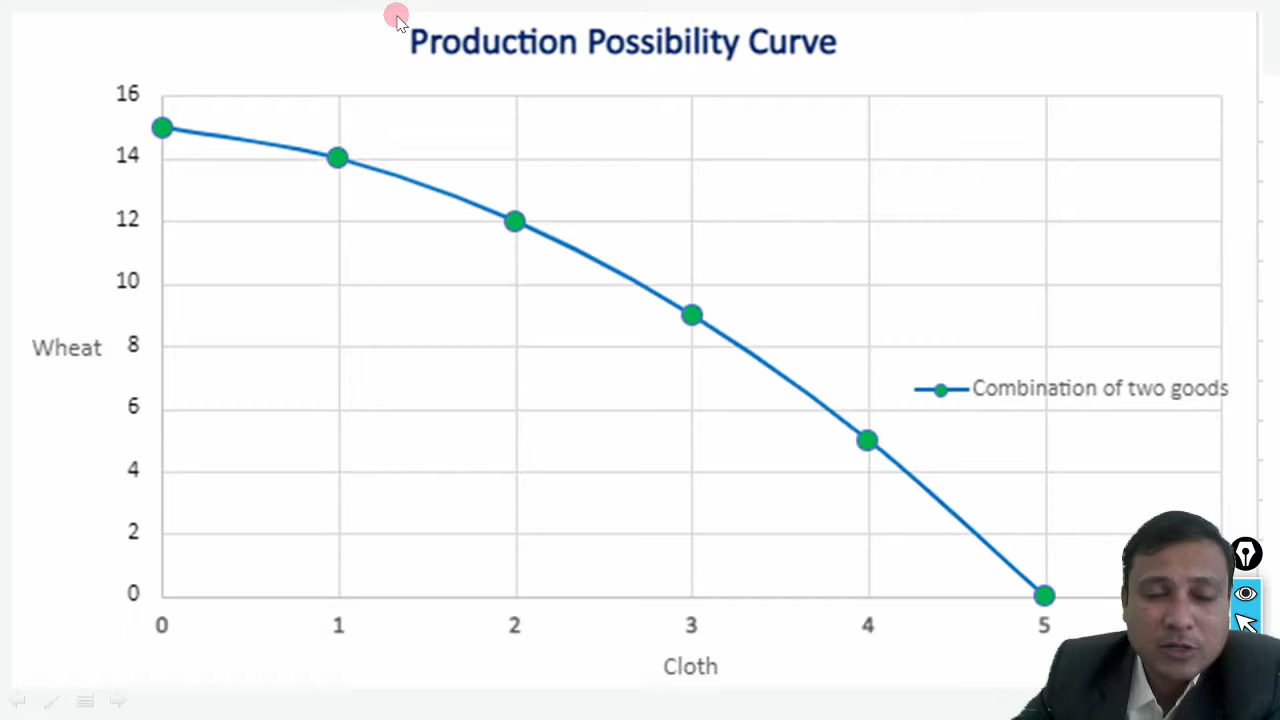 Production Possibility Curve
16
14
12
10
Wheat 8
6
4
2
0
Combination of two goods
0 1 2 3 4 5
Cloth